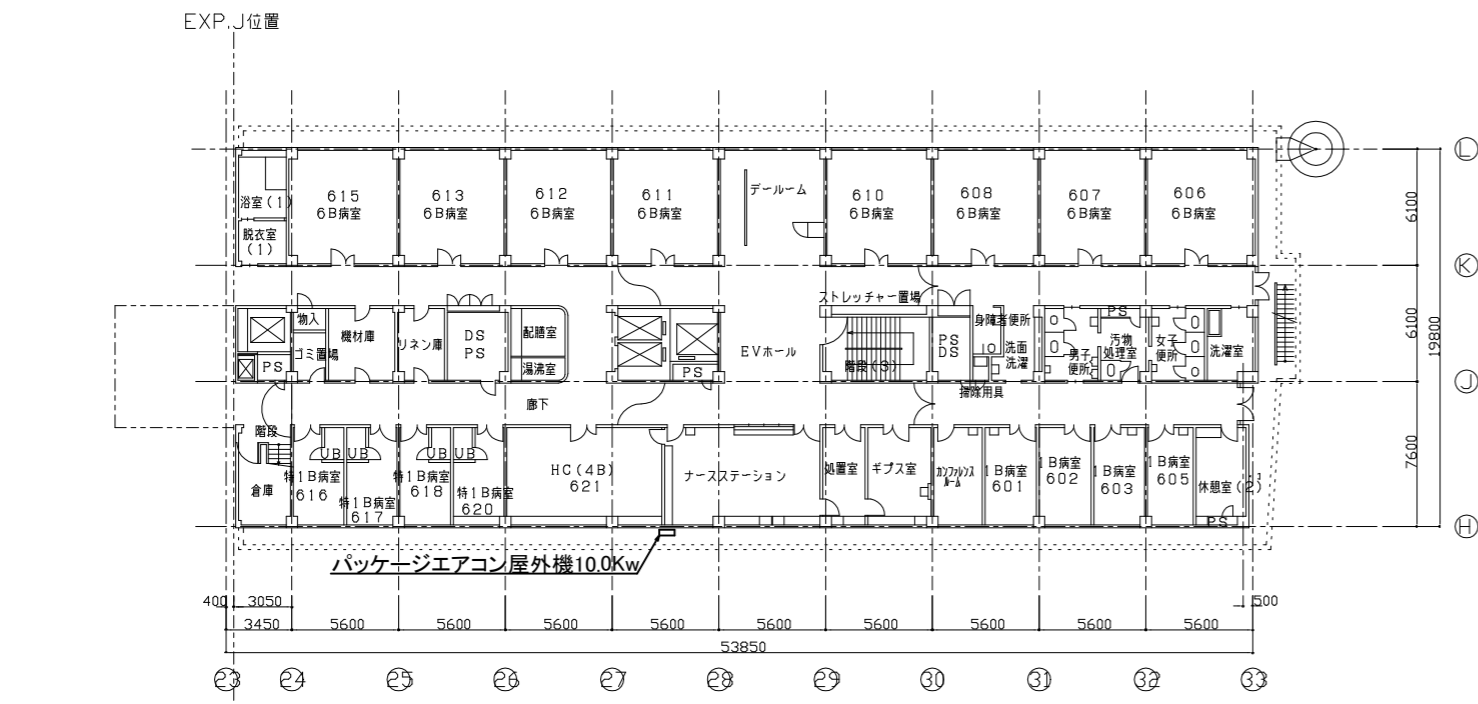 EXP.J位置
L
浴室(1)
脱衣室
(1)
615
6B病室
613
6B病室
612
6B病室
611
6B病室
デールーム
610
6B病室
608
6B病室
607
6B病室
606
6B病室
6100
K
ストレッチャー置場
物入
ゴミ置場
PS
機材庫
リネン庫
DS
PS
配膳室
湯沸室
PS
EVホール
階段(S)
PS
DS
身障者便所
洗面
洗濯
男子
便所
PS
汚物
処理室
女子
便所
洗濯室
6100
19800
J
掃除用具
廊下
階段
倉庫
UB
UB
UB
UB
特1B病室
616
特1B病室
617
特1B病室
618
特1B病室
620
HC(4B)
621
ナースステーション
処置室
ギプス室
カンファレンス
ルーム
1B病室
601
1B病室
602
1B病室
603
1B病室
605
休憩室(2)
PS
7600
H
パッケージエアコン屋外機10.0Kw
400
3050
500
3450
5600
5600
5600
5600
5600
5600
5600
5600
5600
53850
23
24
25
26
27
28
29
30
31
32
33